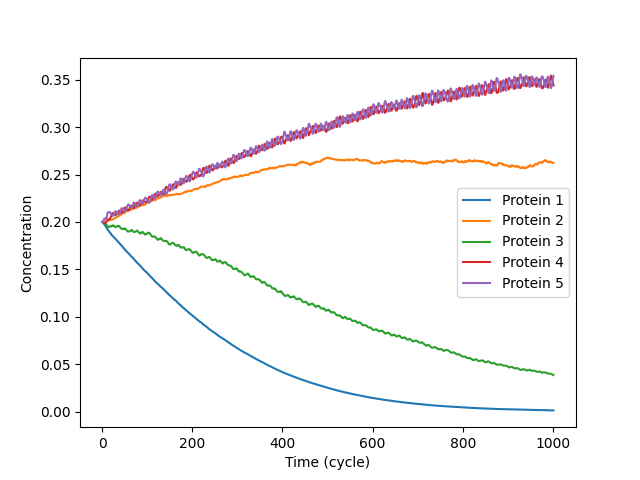 0.35
0.30
0.25
0.20
0.15
0.10
0.05
0.00
Concentration
0
200
400
600
800
1000
Time (cycle)
Protein 1
Protein 2
Protein 3
Protein 4
Protein 5